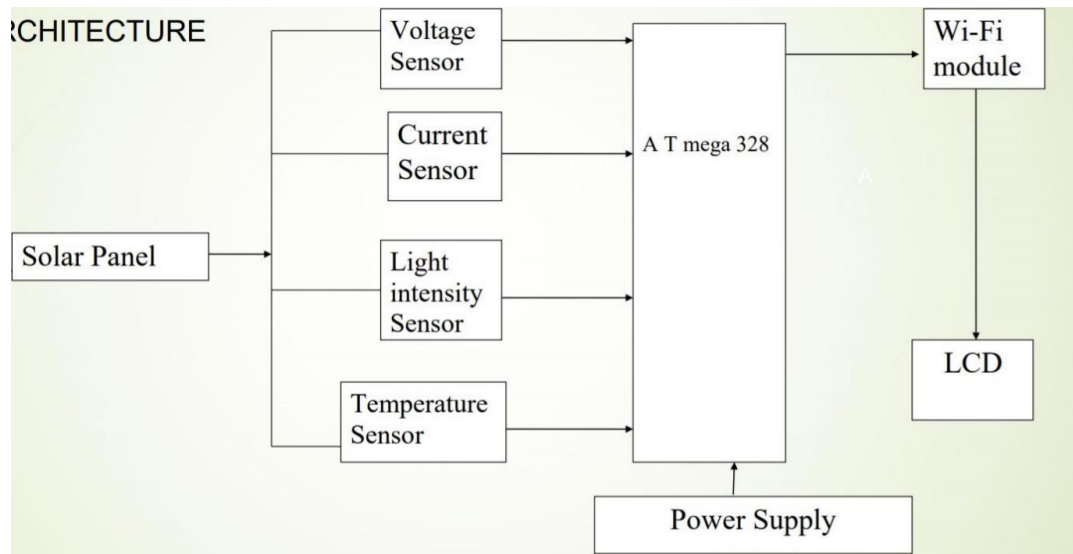 RCHITECTURE
Voltage
Sensor
Wi-Fi
module
Current
Sensor
A T mega 328
A
Solar Panel
Light
intensity
Sensor
LCD
Temperature
Sensor
Power Supply